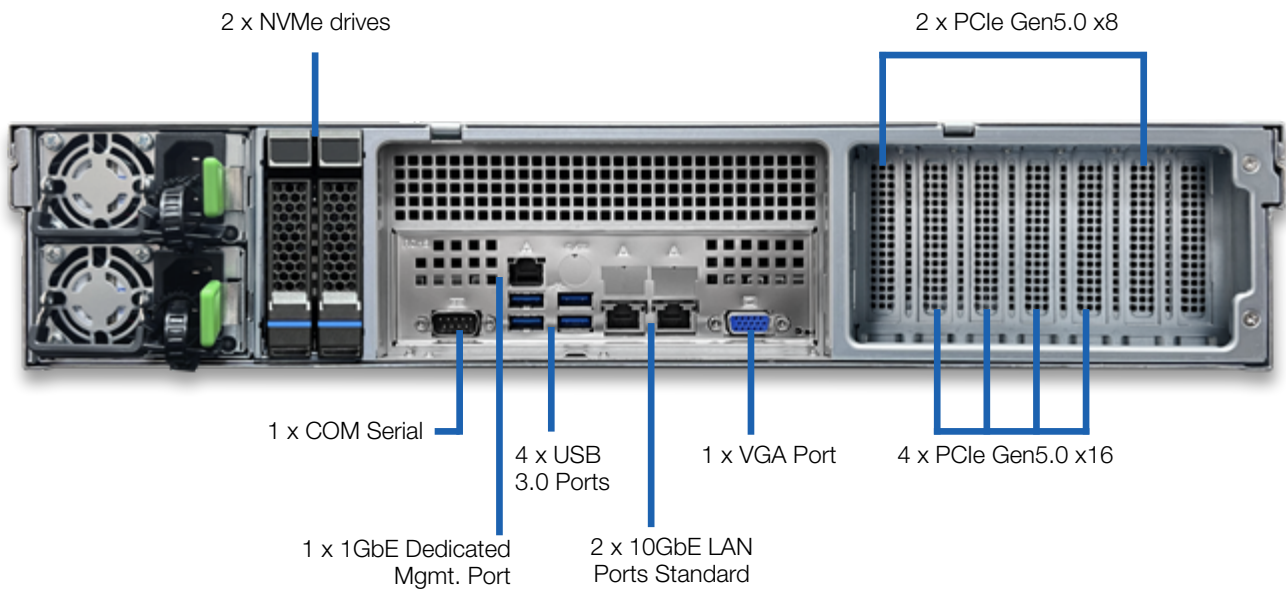 2 x NVMe drives
2 x PCIe Gen5.0 x8
1 x COM Serial
4 x USB
3.0 Ports
1 x VGA Port
4 x PCIe Gen5.0 x16
1 x 1GbE Dedicated
Mgmt. Port
2 x 10GbE LAN
Ports Standard